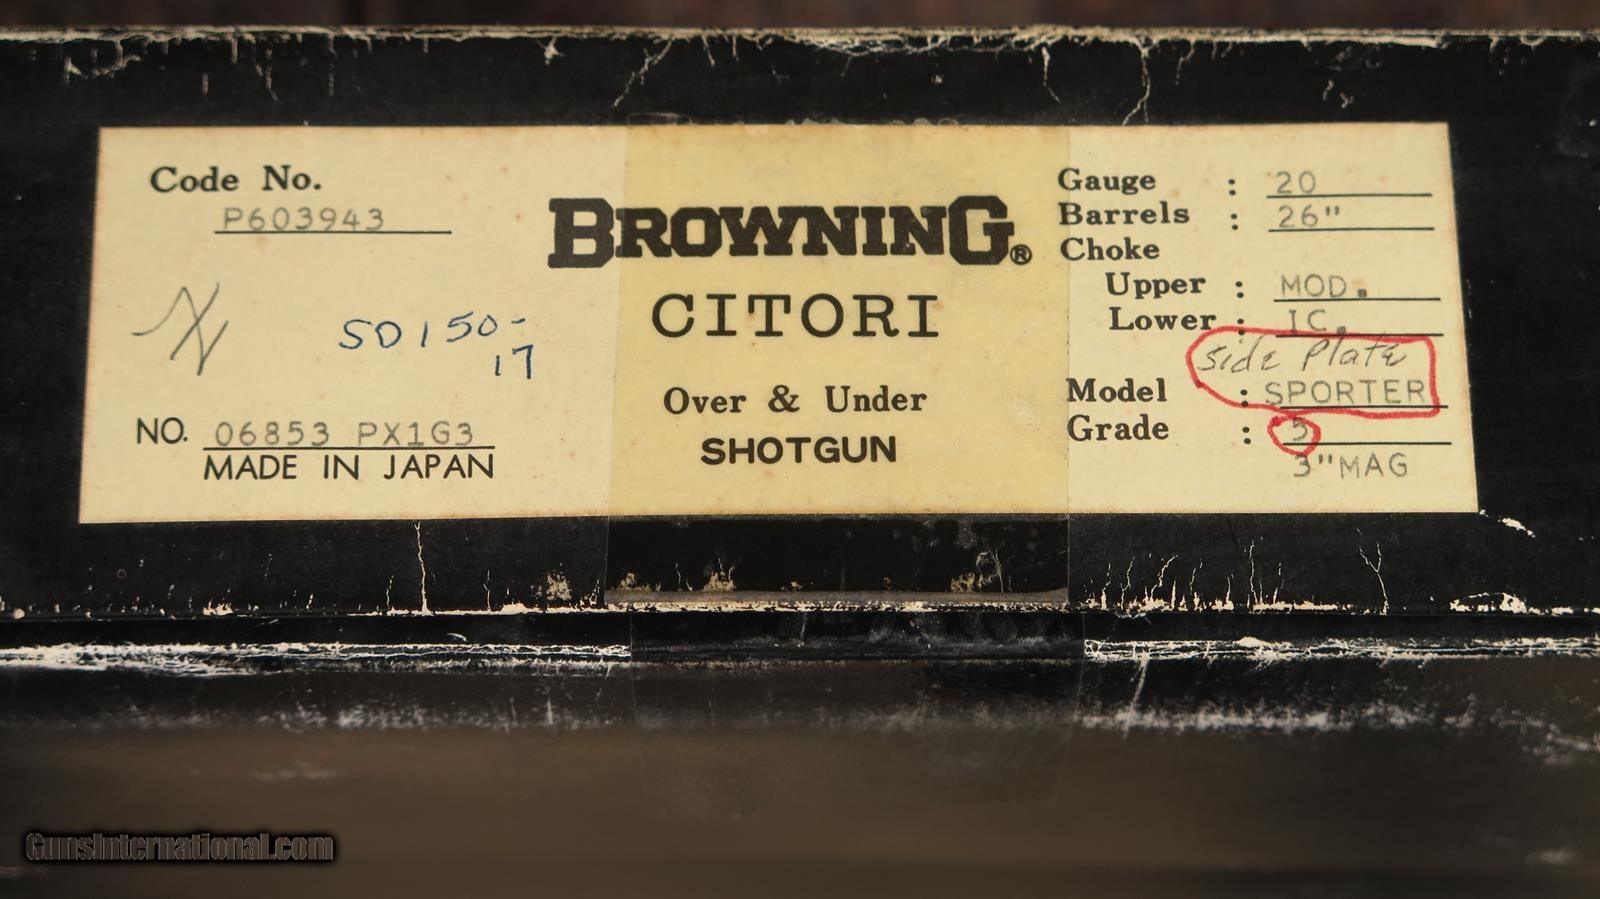 Code No.
P603943
SD150-
17
NO. 06853 PX1G3
MADE IN JAPAN
BROWNING®
CITORI
Over & Under
SHOTGUN
Gauge : 20
Barrels : 26"
Choke
Upper : MOD.
Lower : IC.
Side Plate
Model : SPORTER
Grade : 5
3"MAG
GunsInternational.com